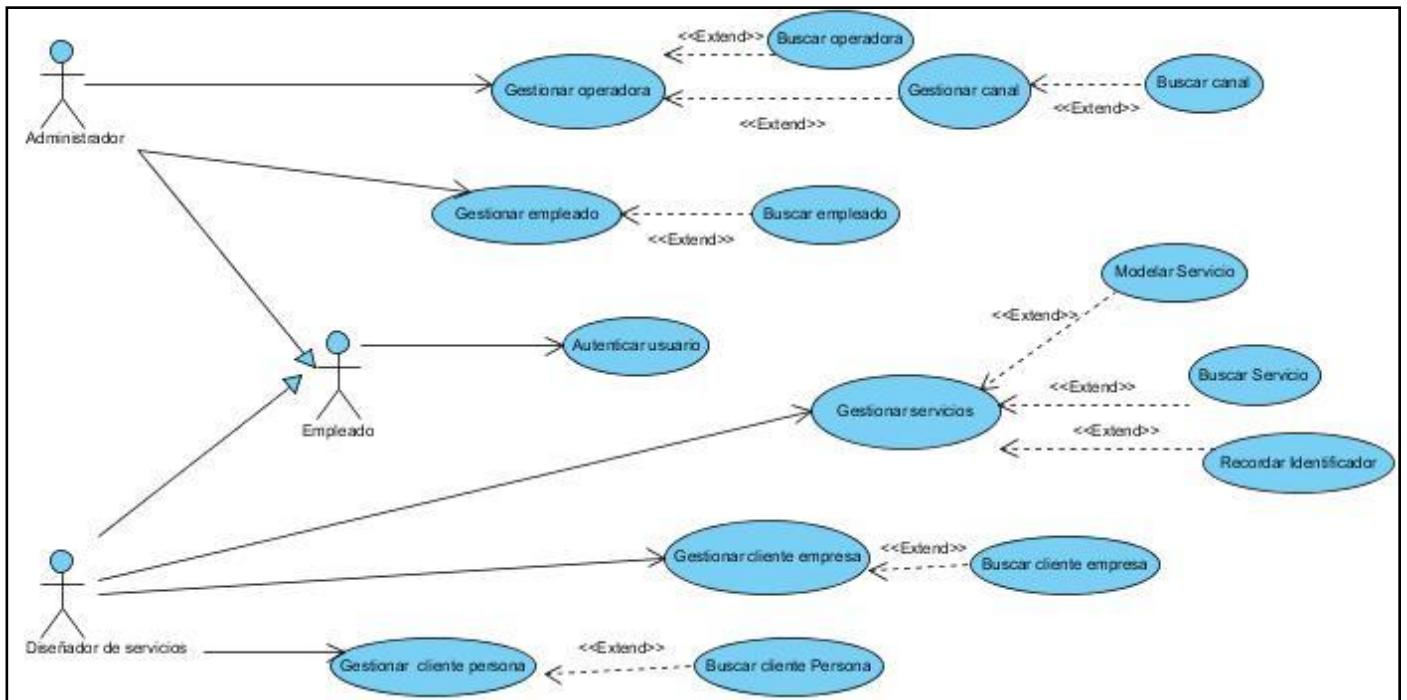 <<Extend>>
Buscar operadora
Gestionar operadora
Gestionar canal
Buscar canal
<<Extend>>
<<Extend>>
Administrador
Gestionar empleado
Buscar empleado
<<Extend>>
Modelar Servicio
<<Extend>>
Autenticar usuario
Buscar Servicio
<<Extend>>
Gestionar servicios
Empleado
<<Extend>>
Recordar Identificador
Gestionar cliente empresa
<<Extend>>
Buscar cliente empresa
Diseñador de servicios
<<Extend>>
Gestionar cliente persona
Buscar cliente Persona